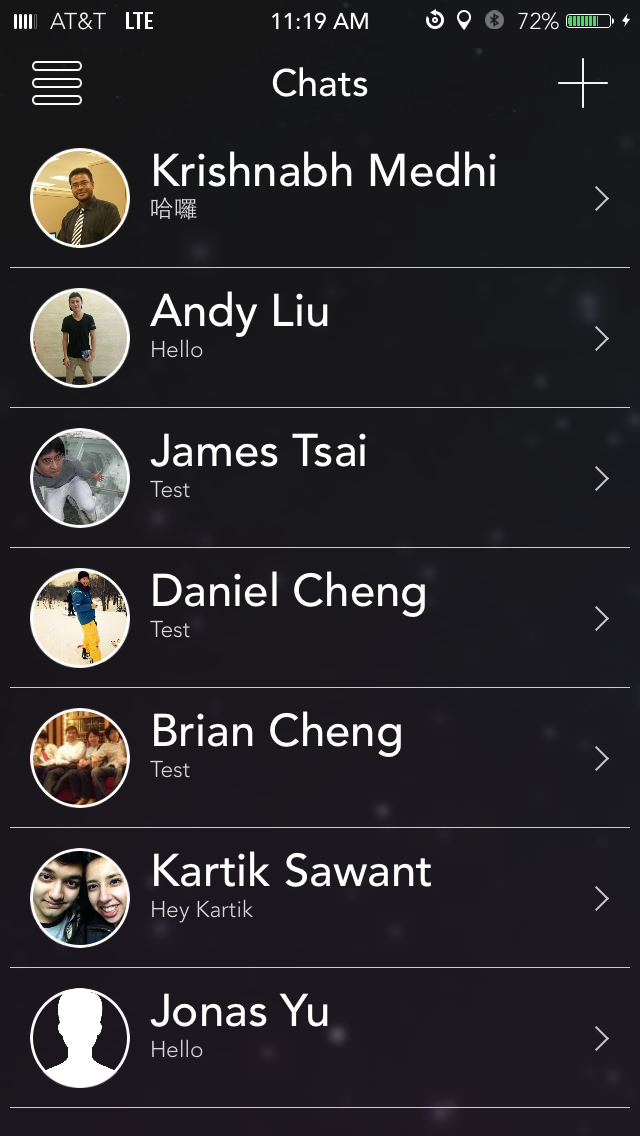 AT&T LTE 11:19 AM 72%
Chats
Krishnabh Medhi
哈囉
Andy Liu
Hello
James Tsai
Test
Daniel Cheng
Test
Brian Cheng
Test
Kartik Sawant
Hey Kartik
Jonas Yu
Hello